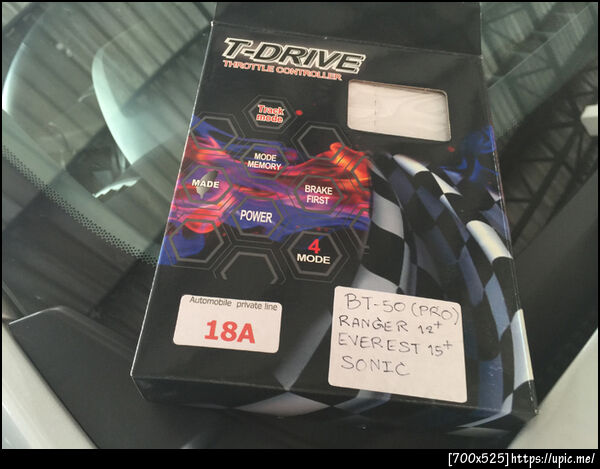 T-DRIVE
THROTTLE CONTROLLER
Track
mode
MODE
MEMORY
MADE
BRAKE
FIRST
POWER
4
MODE
Automobile private line
18A
BT-50 (PRO)
RANGER 12+
EVEREST 15+
SONIC
[700x525]https://upic.me/